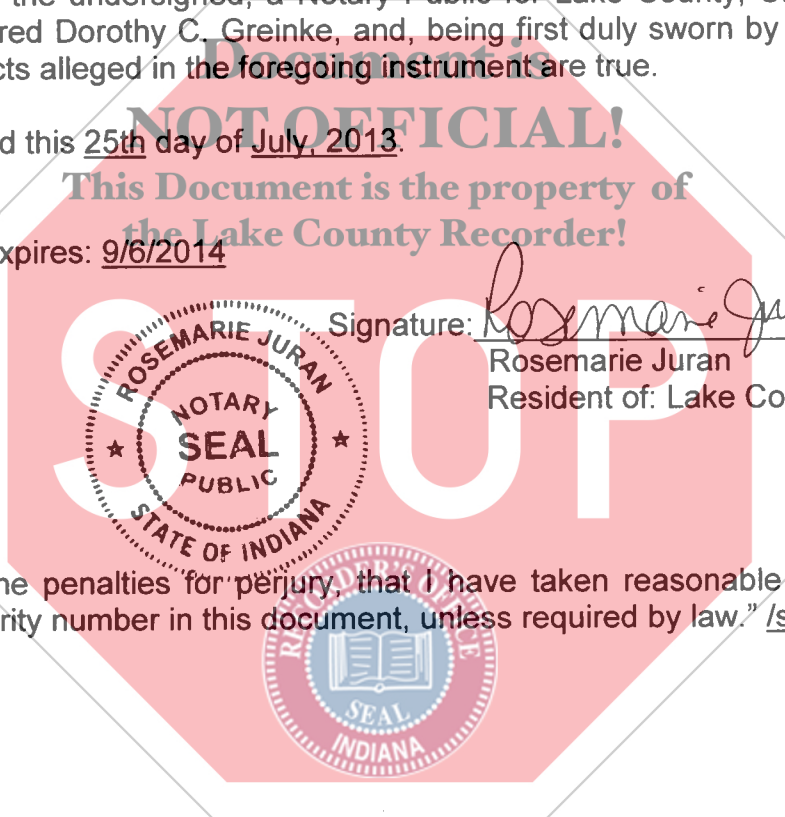 the undersigned, a Notary Public for Lake County,
red Dorothy C. Greinke, and, being first duly sworn by
cts alleged in the foregoing instrument are true.
Document is
NOT OFFICIAL!
d this 25th day of July, 2013.
This Document is the property of
the Lake County Recorder!
xpires: 9/6/2014
STOP
Signature: Rosemarie Ju
Rosemarie Juran
Resident of: Lake Co
ROSEMARIE JURAN
NOTARY
SEAL
PUBLIC
STATE OF INDIANA
he penalties for perjury, that I have taken reasonable
rity number in this document, unless required by law." /s
RECORDER'S OFFICE
SEAL
INDIANA